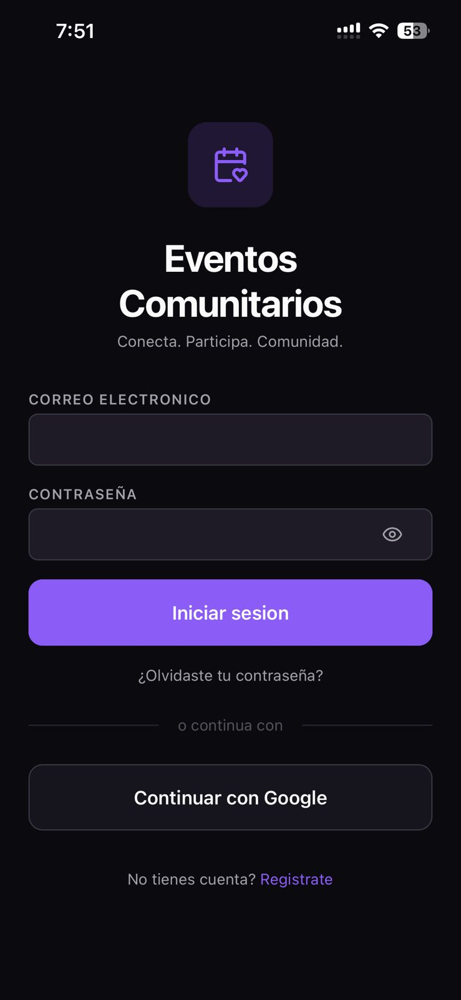 7:51
53
Eventos
Comunitarios
Conecta. Participa. Comunidad.
CORREO ELECTRONICO
CONTRASEÑA
Iniciar sesion
¿Olvidaste tu contraseña?
o continua con
Continuar con Google
No tienes cuenta? Registrate